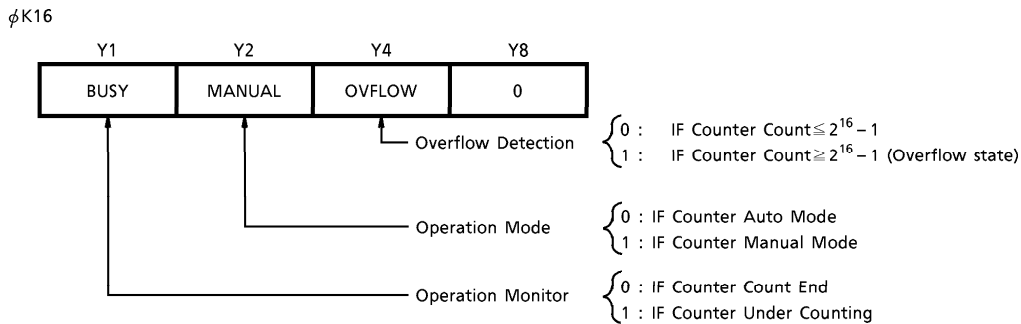 ϕK16
Y1 Y2 Y4 Y8
BUSY MANUAL OVFLOW 0
Overflow Detection
0 : IF Counter Count≦2^16 – 1
1 : IF Counter Count≧2^16 – 1 (Overflow state)
Operation Mode
0 : IF Counter Auto Mode
1 : IF Counter Manual Mode
Operation Monitor
0 : IF Counter Count End
1 : IF Counter Under Counting